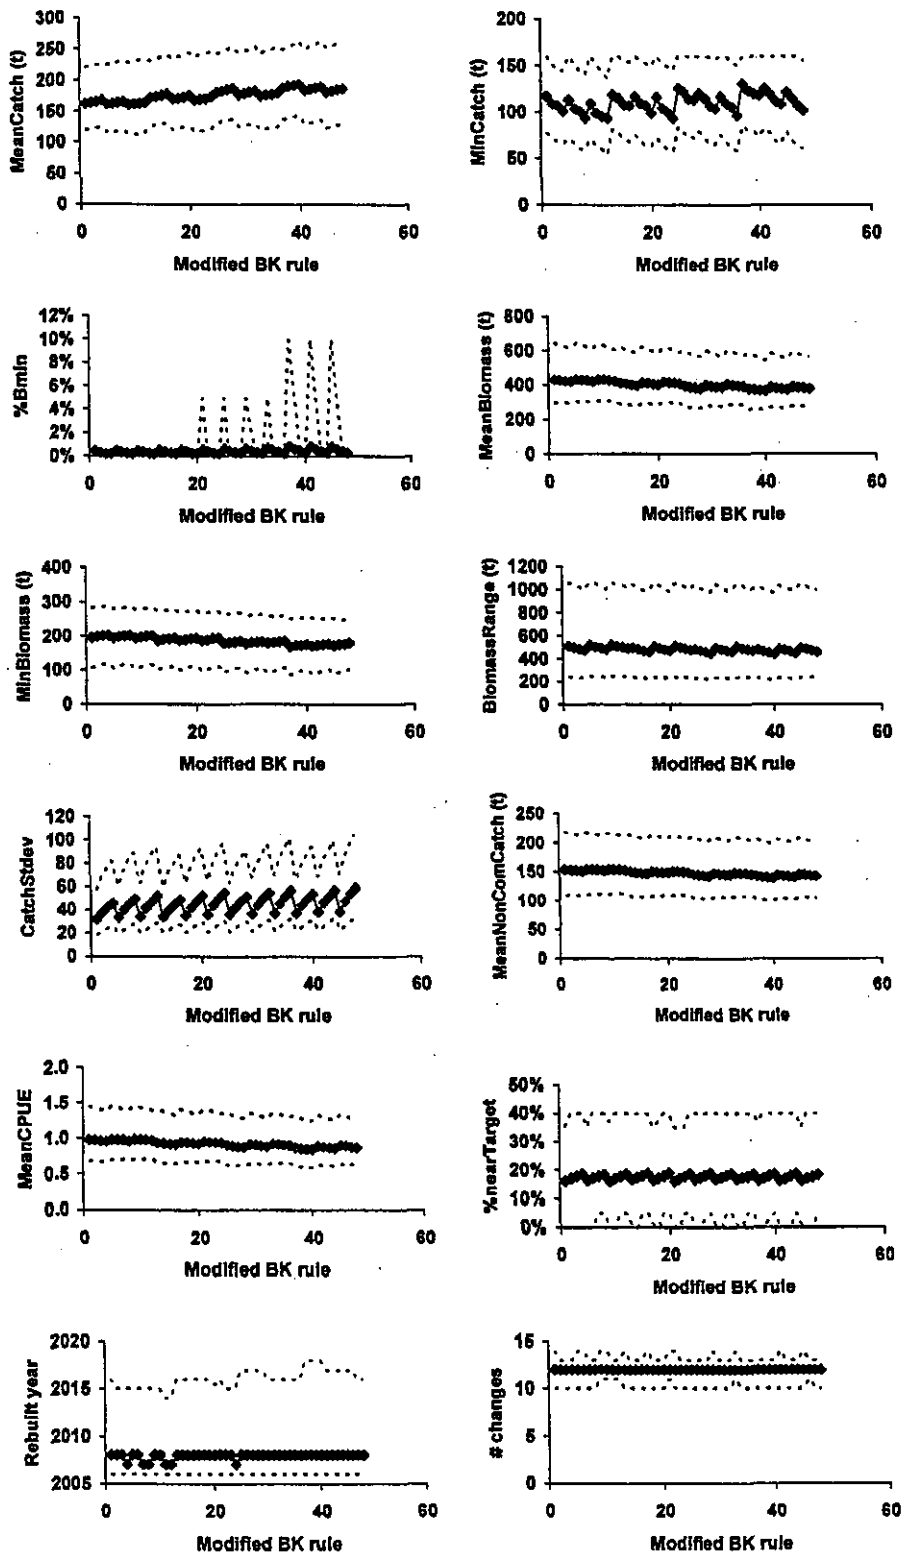 MeanCatch (t)
300
250
200
150
100
50
0
0 20 40 60
Modified BK rule
MinCatch (t)
200
150
100
50
0
0 20 40 60
Modified BK rule
%Bmin
12%
10%
8%
6%
4%
2%
0%
0 20 40 60
Modified BK rule
MeanBiomass (t)
800
600
400
200
0
0 20 40 60
Modified BK rule
MinBiomass (t)
400
300
200
100
0
0 20 40 60
Modified BK rule
BiomassRange (t)
1200
1000
800
600
400
200
0
0 20 40 60
Modified BK rule
CatchStdev
120
100
80
60
40
20
0
0 20 40 60
Modified BK rule
MeanNonComCatch (t)
250
200
150
100
50
0
0 20 40 60
Modified BK rule
MeanCPUE
2.0
1.5
1.0
0.5
0.0
0 20 40 60
Modified BK rule
%nearTarget
50%
40%
30%
20%
10%
0%
0 20 40 60
Modified BK rule
Rebuilt year
2020
2015
2010
2005
0 20 40 60
Modified BK rule
# changes
15
10
5
0
0 20 40 60
Modified BK rule